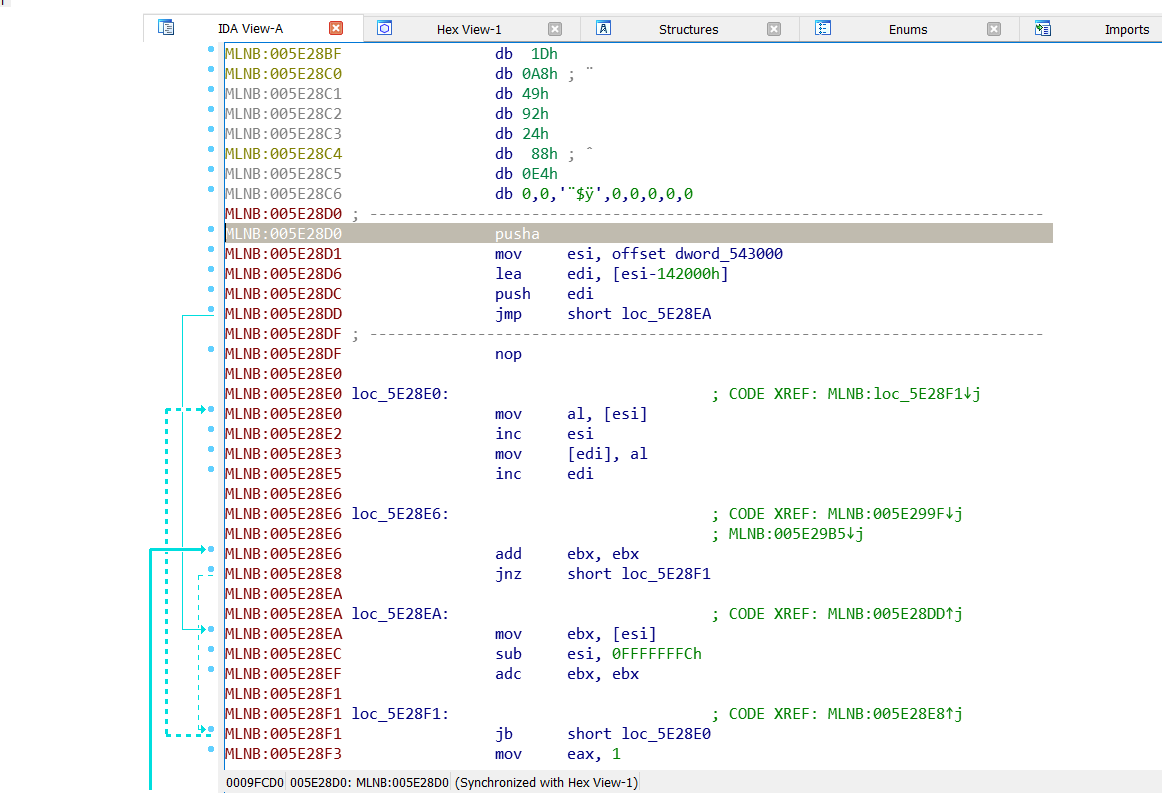 IDA View-A Hex View-1 Structures Enums Imports
MLNB:005E28BF db 1Dh
MLNB:005E28C0 db 0A8h ; ¨
MLNB:005E28C1 db 49h
MLNB:005E28C2 db 92h
MLNB:005E28C3 db 24h
MLNB:005E28C4 db 88h ; ˆ
MLNB:005E28C5 db 0E4h
MLNB:005E28C6 db 0,0,'¨$ÿ',0,0,0,0,0
MLNB:005E28D0 ; ---------------------------------------------------------------------------
MLNB:005E28D0 pusha
MLNB:005E28D1 mov esi, offset dword_543000
MLNB:005E28D6 lea edi, [esi-142000h]
MLNB:005E28DC push edi
MLNB:005E28DD jmp short loc_5E28EA
MLNB:005E28DF ; ---------------------------------------------------------------------------
MLNB:005E28DF nop
MLNB:005E28E0
MLNB:005E28E0 loc_5E28E0: ; CODE XREF: MLNB:loc_5E28F1↓j
MLNB:005E28E0 mov al, [esi]
MLNB:005E28E2 inc esi
MLNB:005E28E3 mov [edi], al
MLNB:005E28E5 inc edi
MLNB:005E28E6
MLNB:005E28E6 loc_5E28E6: ; CODE XREF: MLNB:005E299F↓j
MLNB:005E28E6 ; MLNB:005E29B5↓j
MLNB:005E28E6 add ebx, ebx
MLNB:005E28E8 jnz short loc_5E28F1
MLNB:005E28EA
MLNB:005E28EA loc_5E28EA: ; CODE XREF: MLNB:005E28DD↑j
MLNB:005E28EA mov ebx, [esi]
MLNB:005E28EC sub esi, 0FFFFFFFCh
MLNB:005E28EF adc ebx, ebx
MLNB:005E28F1
MLNB:005E28F1 loc_5E28F1: ; CODE XREF: MLNB:005E28E8↑j
MLNB:005E28F1 jb short loc_5E28E0
MLNB:005E28F3 mov eax, 1
0009FCD0 005E28D0: MLNB:005E28D0 (Synchronized with Hex View-1)